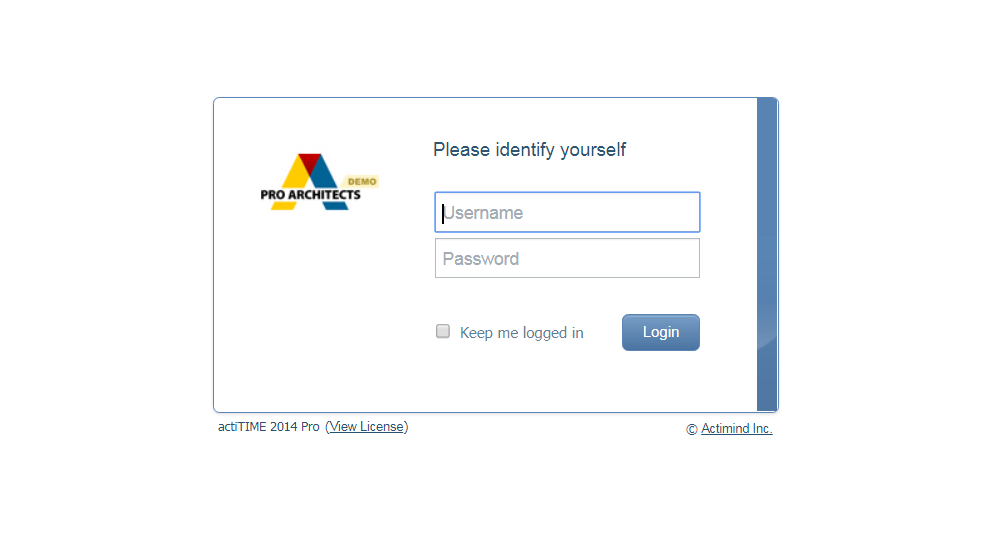 Please identify yourself
DEMO
PRO ARCHITECTS
Username
Password
Keep me logged in
Login
actiTIME 2014 Pro (View License)
© Actimind Inc.